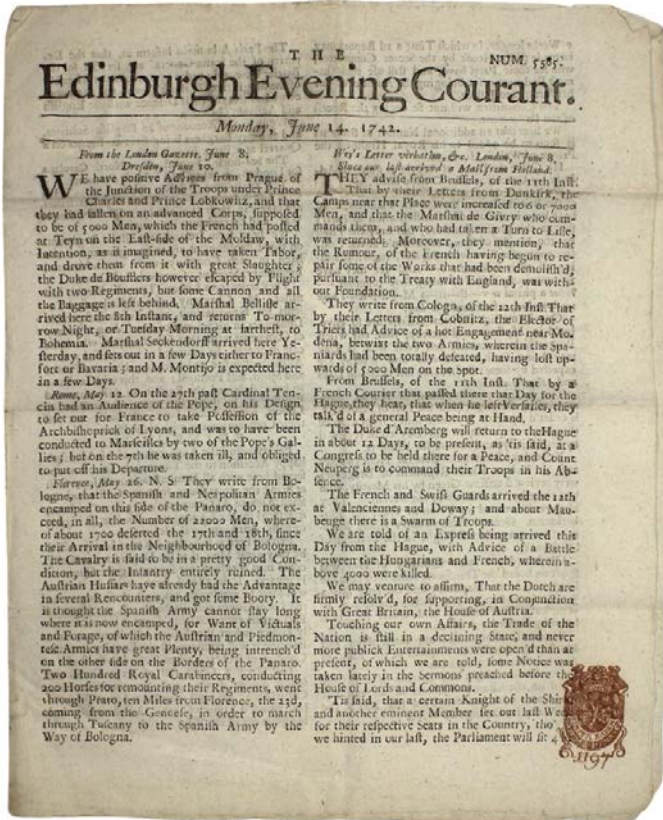 THE
NUM. 5585.
Edinburgh Evening Courant.
Monday, June 14. 1742.
From the London Gazette. June 8.
Dresden, June 10.
WE have positive Advices from Prague of
the Junction of the Troops under Prince
Charles and Prince Lobkowitz, and that
they had fallen on an advanced Corps, supposed
to be of 5000 Men, which the French had posted
at Teyn on the East-side of the Moldaw, with
Intention, as is imagined, to have taken Tabor,
and drove them from it with great Slaughter;
the Duke de Boufflers however escaped by Flight
with two Regiments, but some Cannon and all
the Baggage is left behind. Marshal Bellisle ar-
rived here the 8th Instant, and returns To-mor-
row Night, or Tuesday Morning at farthest, to
Bohemia. Marshal Seckendorff arrived here Ye-
sterday, and sets out in a few Days either to Franc-
fort or Bavaria; and M. Montijo is expected here
in a few Days.
Rome, May 12. On the 27th past Cardinal Ten-
cin had an Audience of the Pope, on his Design
to set out for France to take Possession of the
Archbishoprick of Lyons, and was to have been
conducted to Marseilles by two of the Pope's Gal-
lies; but on the 7th he was taken ill, and obliged
to put off his Departure.
Florence, May 26. N. S. They write from Bo-
logne, that the Spanish and Nespolitan Armies
encamped on this side of the Panaro, do not ex-
ceed, in all, the Number of 22000 Men, where-
of about 1700 deserted the 17th and 18th, since
their Arrival in the Neighbourhood of Bologna.
The Cavalry is said to be in a pretty good Con-
dition, but the Infantry entirely ruined. The
Austrian Hussars have already had the Advantage
in several Rencounters, and got some Booty. It
is thought the Spanish Army cannot stay long
where it is now encamped, for Want of Victuals
and Forage, of which the Austrian and Piedmon-
tese Armies have great Plenty, being intrench'd
on the other side on the Borders of the Panaro.
Two Hundred Royal Carabineers, conducting
200 Horses for remounting their Regiments, went
through Prato, ten Miles from Florence, the 23d,
coming from the Genoese, in order to march
through Tuscany to the Spanish Army by the
Way of Bologna.
Wey's Letter verbatim, &c. London, June 8.
Since our last arrived a Mail from Holland.
THEY advise from Brussels, of the 11th Inst.
That by their Letters from Dunkirk, the
Camps near that Place were increased to 6 or 7000
Men, and that the Marshal de Givry who com-
mands them, and who had taken a Turn to Lisle,
was returned; Moreover, they mention, that
the Rumour, of the French having begun to re-
pair some of the Works that had been demolish'd,
pursuant to the Treaty with England, was with-
out Foundation.
They write from Cologn, of the 12th Inst. That
by their Letters from Cobnitz, the Elector of
Triers had Advice of a hot Engagement near Mo-
dena, betwixt the two Armies, wherein the Spa-
niards had been totally defeated, having lost up-
wards of 5000 Men on the Spot.
From Brussels, of the 11th Inst. That by a
French Courier that passed there that Day for the
Hague, they hear, that when he left Versailes, they
talk'd of a general Peace being at Hand.
The Duke d'Aremberg will return to the Hague
in about 12 Days, to be present, as 'tis said, at a
Congress to be held there for a Peace, and Count
Neuperg is to command their Troops in his Ab-
sence.
The French and Swiss Guards arrived the 12th
at Valenciennes and Doway; and about Mau-
beuge there is a Swarm of Troops.
We are told of an Express being arrived this
Day from the Hague, with Advice of a Battle
between the Hungarians and French, wherein a-
bove 4000 were killed.
We may venture to affirm, That the Dutch are
firmly resolv'd, for supporting, in Conjunction
with Great Britain, the House of Austria.
Touching our own Affairs, the Trade of the
Nation is still in a declining State, and never
more publick Entertainments were open'd than at
present, of which we are told, some Notice was
taken lately in the Sermons preached before the
House of Lords and Commons.
'Tis said, that a certain Knight of the Shire
and another eminent Member set out last Week
for their respective Seats in the Country, tho'
we hinted in our last, the Parliament will sit 4